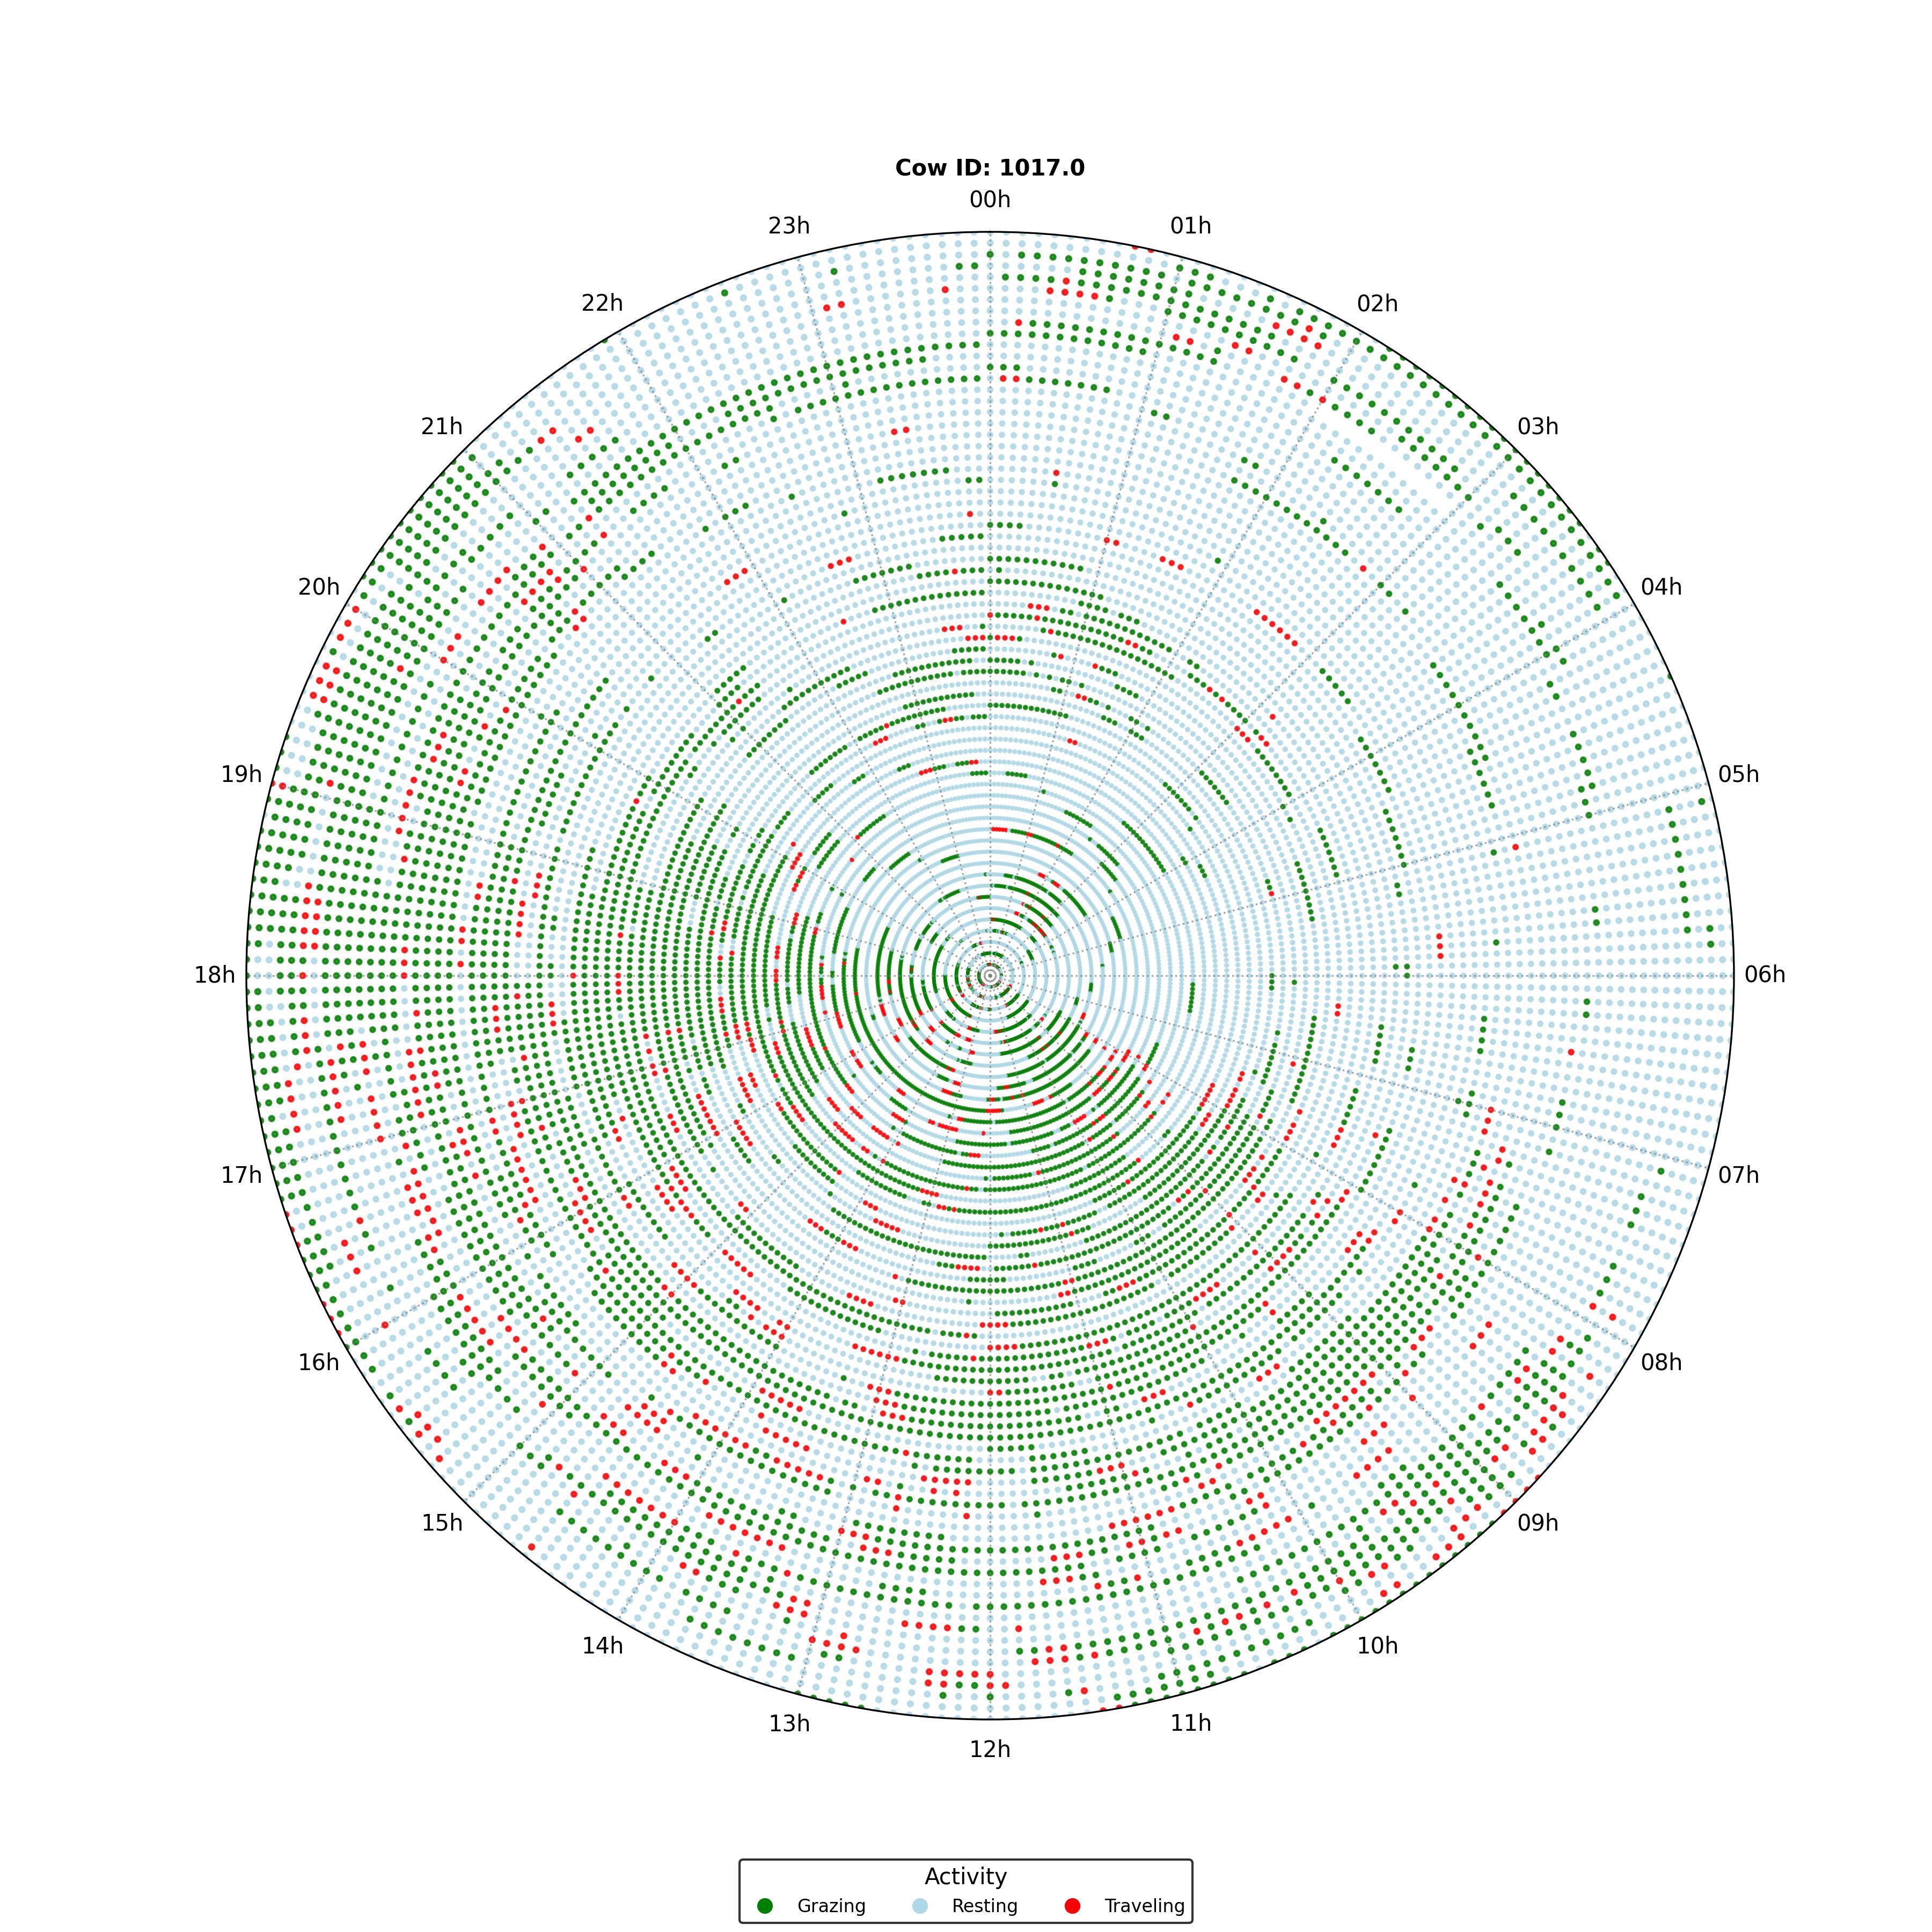 Cow ID: 1017.0
00h
23h
01h
22h
02h
21h
03h
20h
04h
19h
05h
18h
06h
17h
07h
16h
08h
15h
09h
14h
10h
13h
11h
12h
Activity
Grazing Resting Traveling